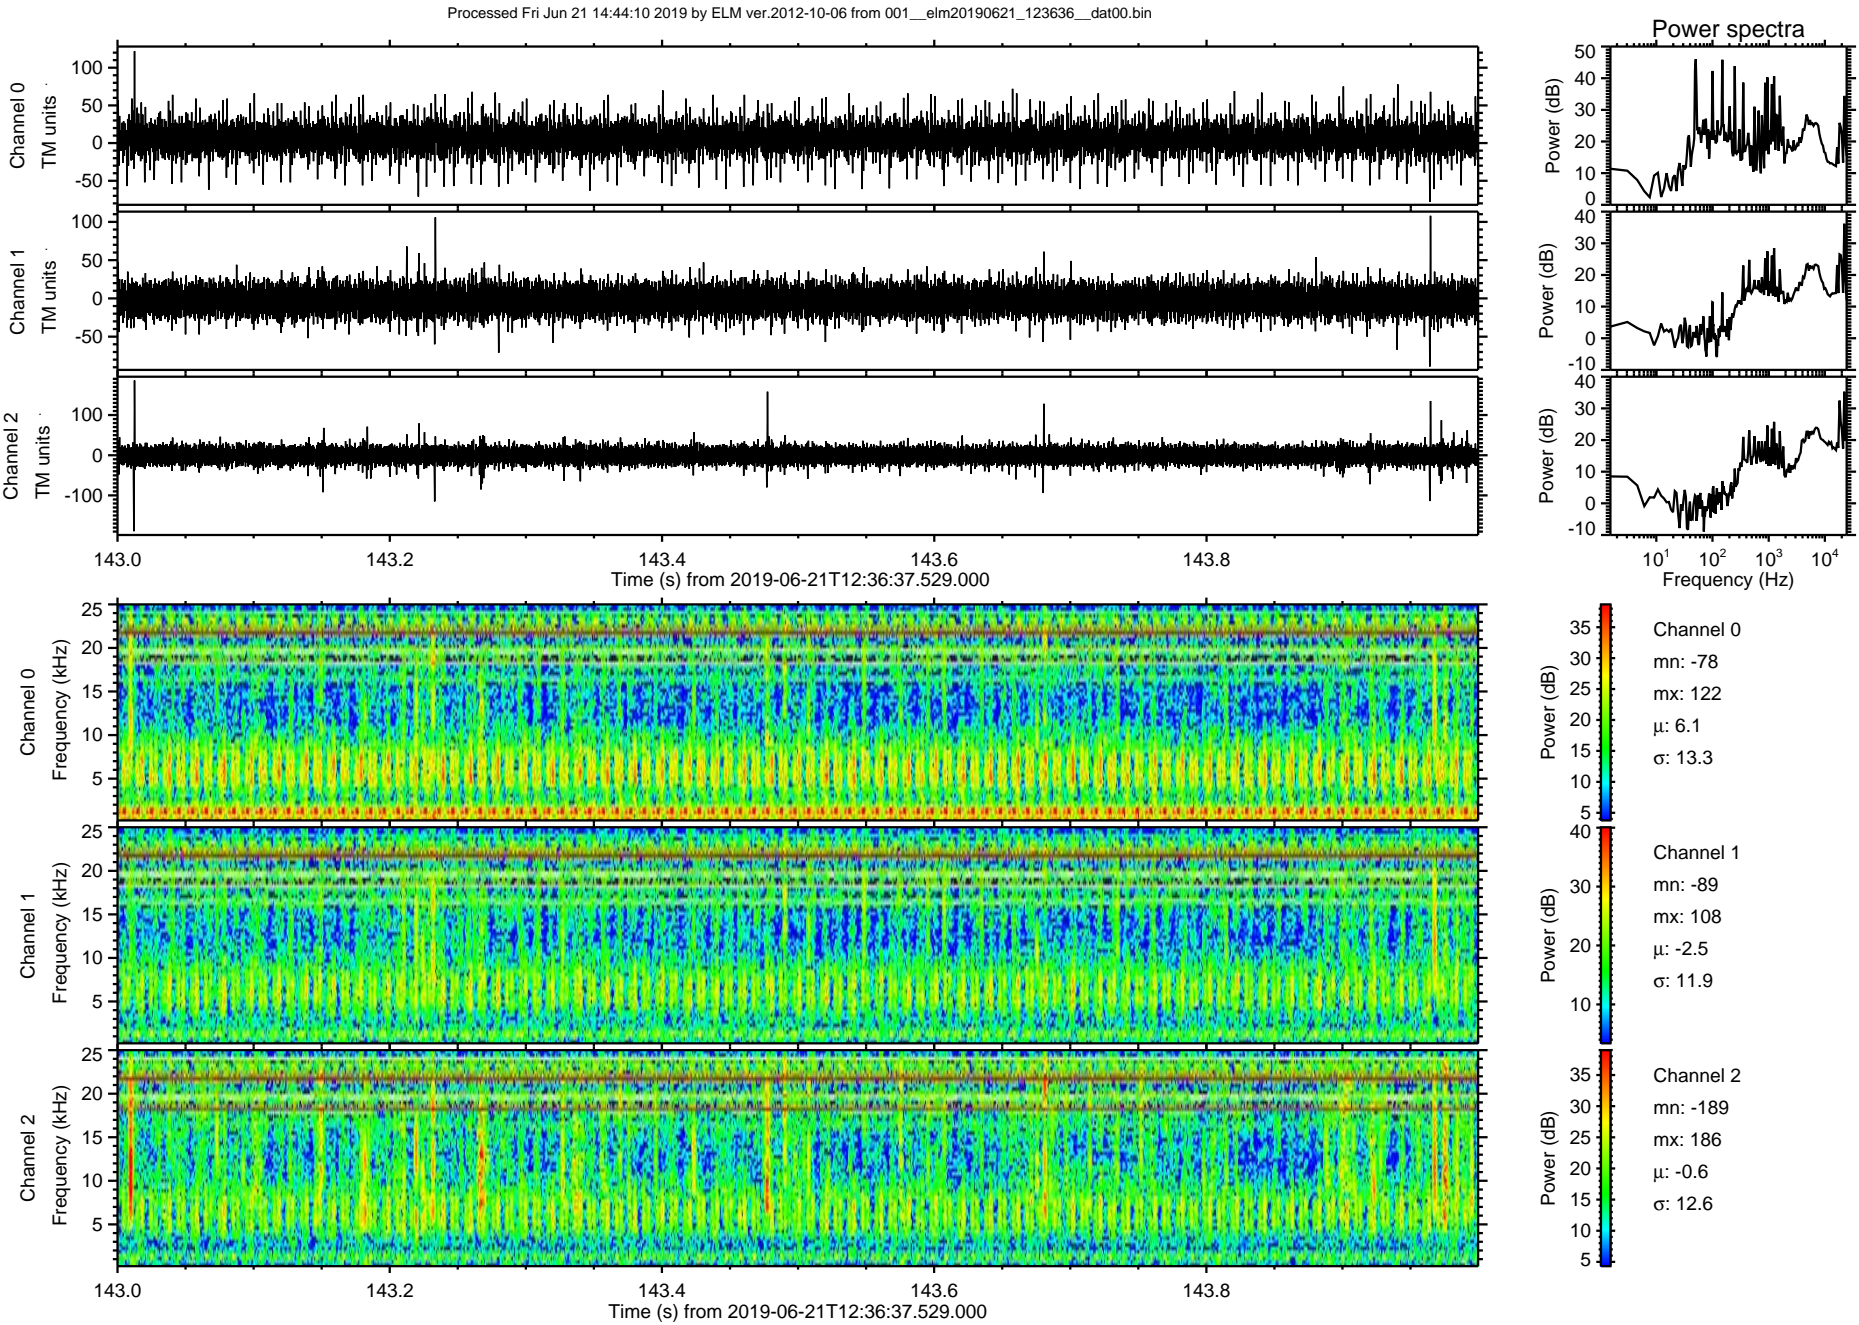 Processed Fri Jun 21 14:44:10 2019 by ELM ver.2012-10-06 from 001__elm20190621_123636__dat00.bin
Power spectra
Channel 0
TM units
100
50
0
-50
Power (dB)
50
40
30
20
10
0
Channel 1
TM units
100
50
0
-50
Power (dB)
40
30
20
10
0
-10
Channel 2
TM units
100
0
-100
Power (dB)
40
30
20
10
0
-10
143.0 143.2 143.4 143.6 143.8
Time (s) from 2019-06-21T12:36:37.529.000
10¹ 10² 10³ 10⁴
Frequency (Hz)
Channel 0
Frequency (kHz)
25
20
15
10
5
Power (dB)
35
30
25
20
15
10
5
Channel 0
mn: -78
mx: 122
μ: 6.1
σ: 13.3
Channel 1
Frequency (kHz)
25
20
15
10
5
Power (dB)
40
30
20
10
Channel 1
mn: -89
mx: 108
μ: -2.5
σ: 11.9
Channel 2
Frequency (kHz)
25
20
15
10
5
Power (dB)
35
30
25
20
15
10
5
Channel 2
mn: -189
mx: 186
μ: -0.6
σ: 12.6
143.0 143.2 143.4 143.6 143.8
Time (s) from 2019-06-21T12:36:37.529.000